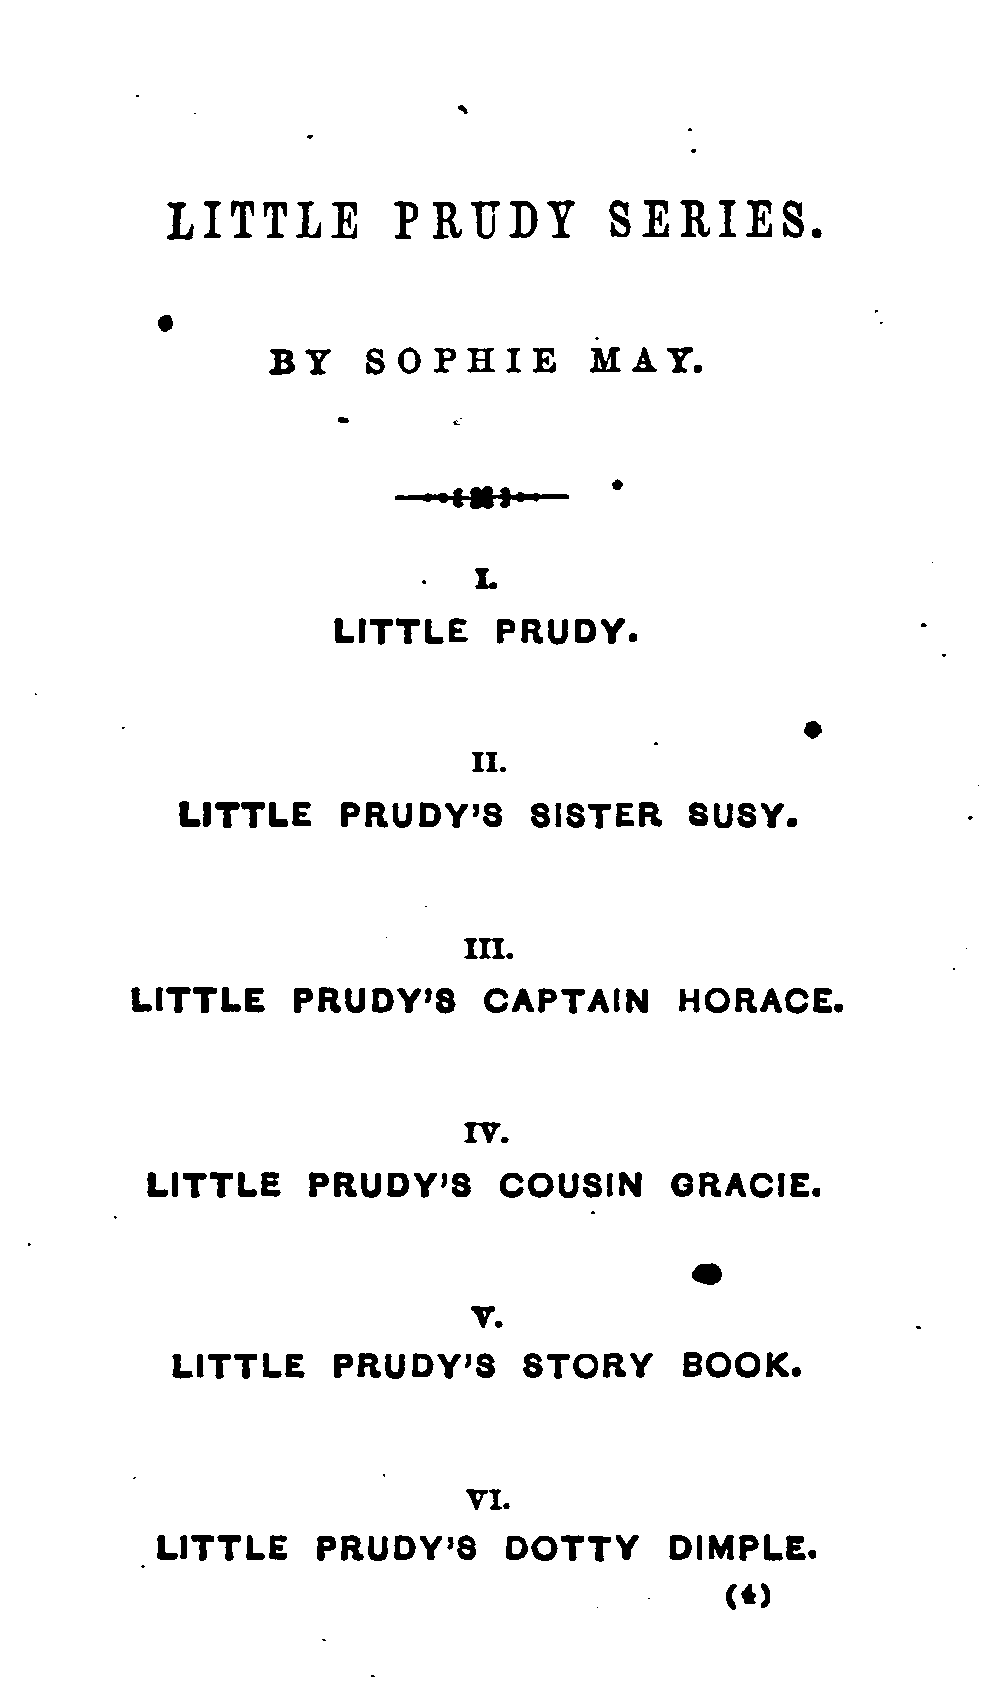 LITTLE PRUDY SERIES.
BY SOPHIE MAY.
I.
LITTLE PRUDY.
II.
LITTLE PRUDY'S SISTER SUSY.
III.
LITTLE PRUDY'S CAPTAIN HORACE.
IV.
LITTLE PRUDY'S COUSIN GRACIE.
V.
LITTLE PRUDY'S STORY BOOK.
VI.
LITTLE PRUDY'S DOTTY DIMPLE.
(4)